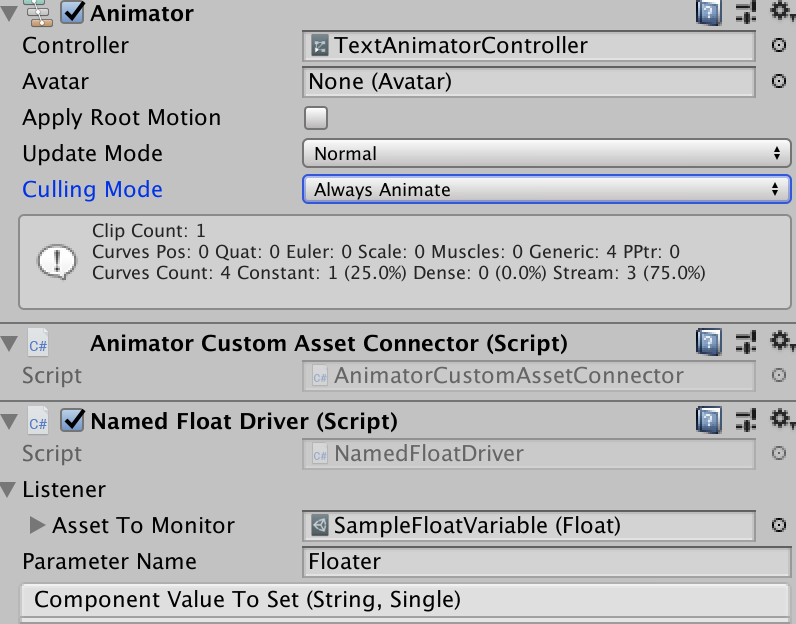 Animator
Controller TextAnimatorController
Avatar None (Avatar)
Apply Root Motion
Update Mode Normal
Culling Mode Always Animate
Clip Count: 1
Curves Pos: 0 Quat: 0 Euler: 0 Scale: 0 Muscles: 0 Generic: 4 PPtr: 0
Curves Count: 4 Constant: 1 (25.0%) Dense: 0 (0.0%) Stream: 3 (75.0%)
C# Animator Custom Asset Connector (Script)
Script C# AnimatorCustomAssetConnector
C# Named Float Driver (Script)
Script C# NamedFloatDriver
Listener
Asset To Monitor SampleFloatVariable (Float)
Parameter Name Floater
Component Value To Set (String, Single)